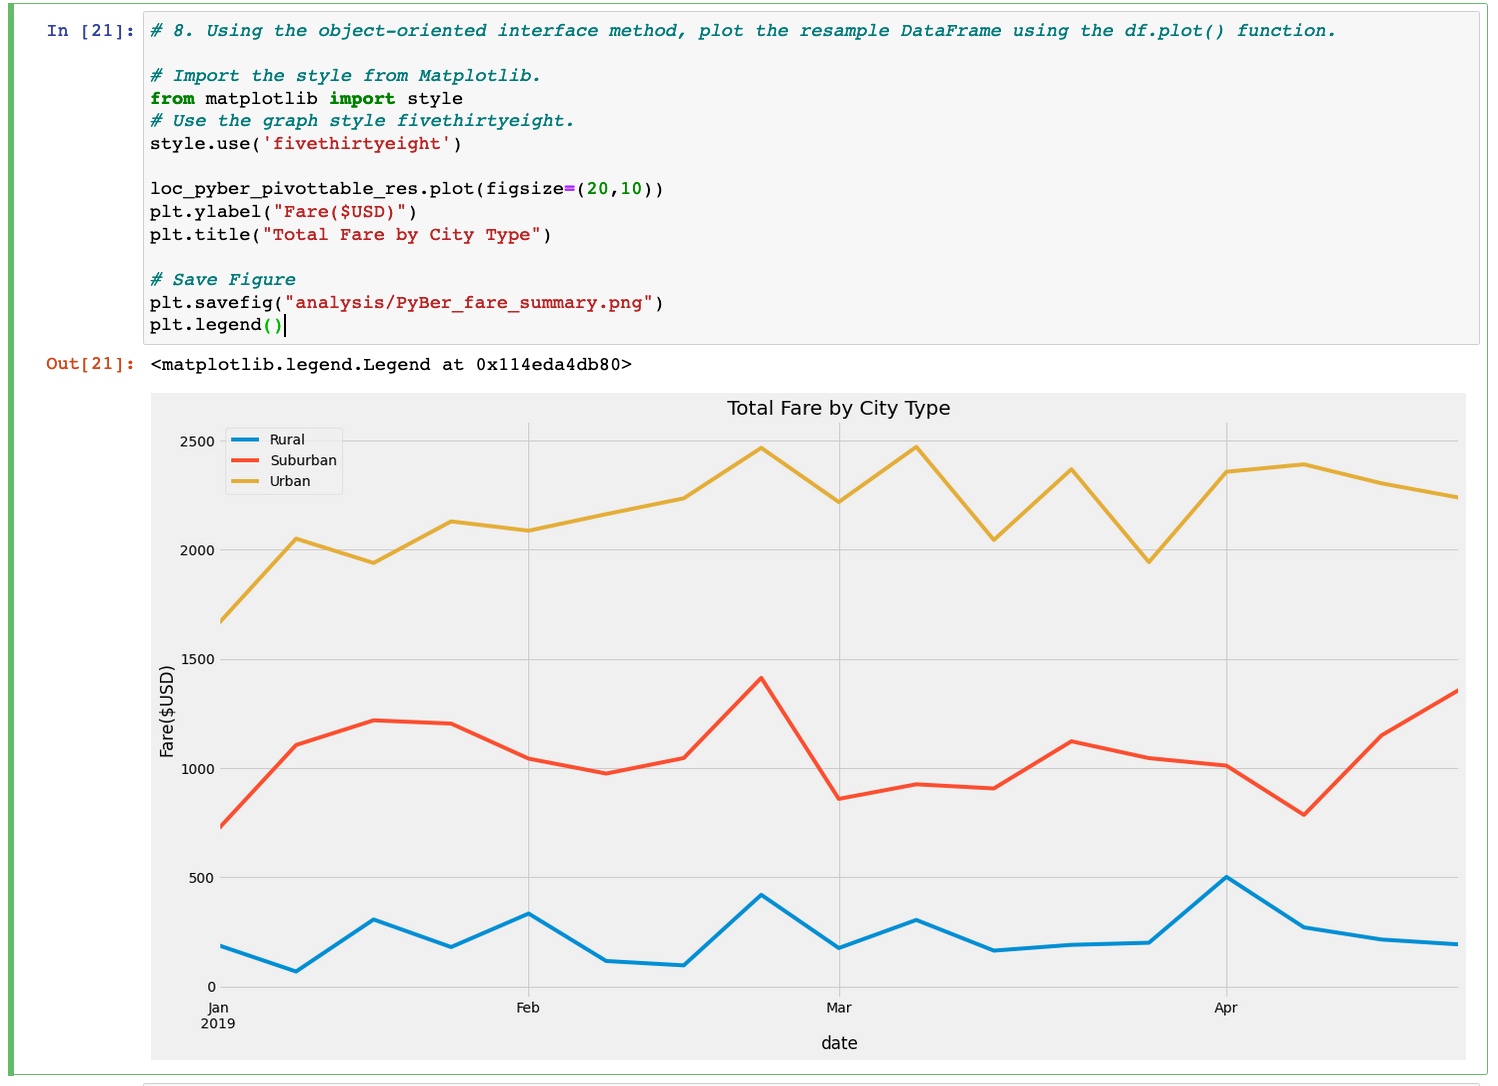 In [21]: # 8. Using the object-oriented interface method, plot the resample DataFrame using the df.plot() function.
# Import the style from Matplotlib.
from matplotlib import style
# Use the graph style fivethirtyeight.
style.use('fivethirtyeight')
loc_pyber_pivottable_res.plot(figsize=(20,10))
plt.ylabel("Fare($USD)")
plt.title("Total Fare by City Type")
# Save Figure
plt.savefig("analysis/PyBer_fare_summary.png")
plt.legend()
Out[21]: <matplotlib.legend.Legend at 0x114eda4db80>
Total Fare by City Type
Rural
Suburban
Urban
2500
2000
1500
1000
500
0
Fare($USD)
Jan Feb Mar Apr
2019
date